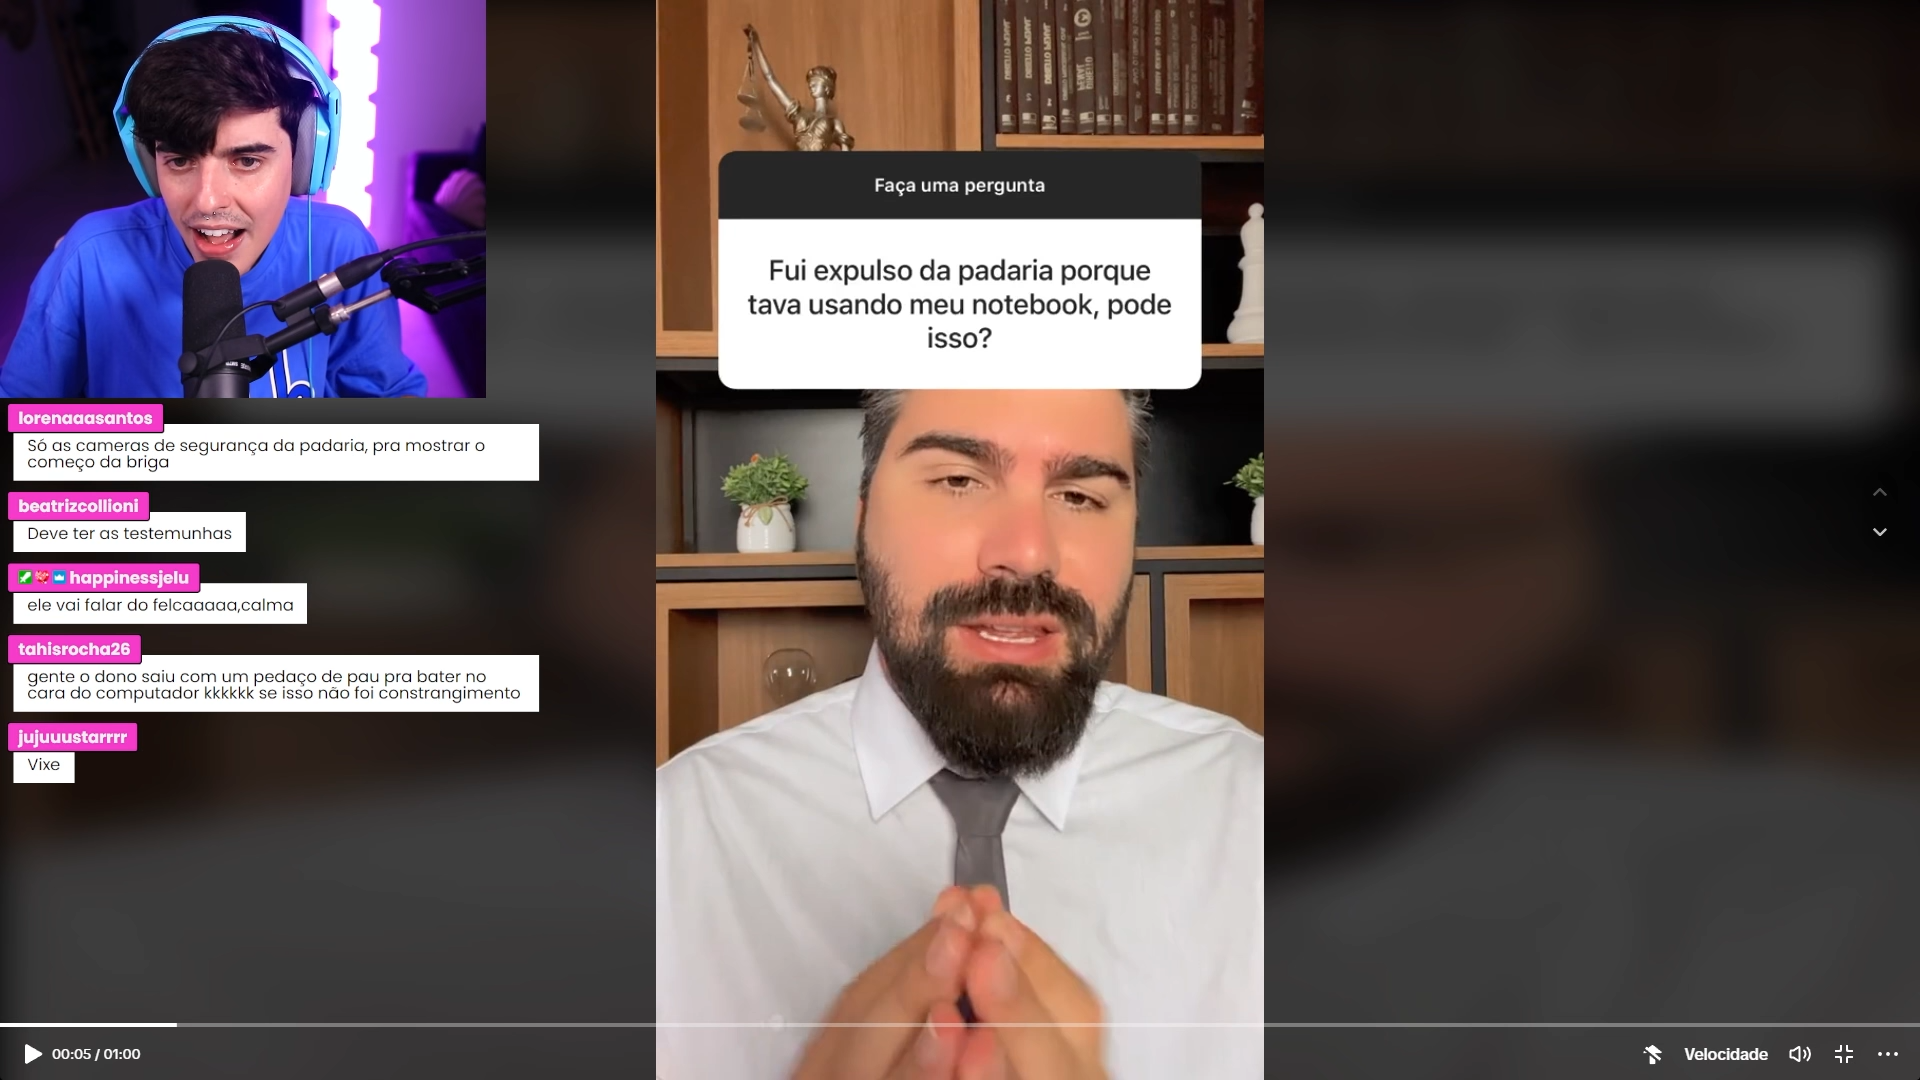 Faça uma pergunta
Fui expulso da padaria porque
tava usando meu notebook, pode
isso?
lorenaaasantos
Só as cameras de segurança da padaria, pra mostrar o
começo da briga
beatrizcollioni
Deve ter as testemunhas
happinessjelu
ele vai falar do felcaaaaa,calma
tahisrocha26
gente o dono saiu com um pedaço de pau pra bater no
cara do computador kkkkkk se isso não foi constrangimento
jujuuustarrrr
Vixe
00:05 / 01:00
Velocidade